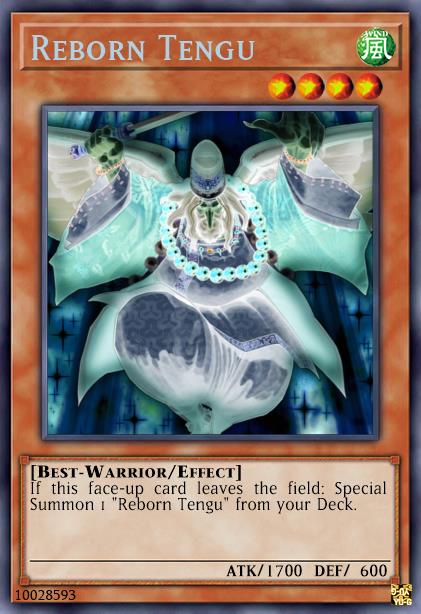 Reborn Tengu
WIND
風
[Best-Warrior/Effect]
If this face-up card leaves the field: Special
Summon 1 "Reborn Tengu" from your Deck.
ATK/1700 DEF/ 600
10028593